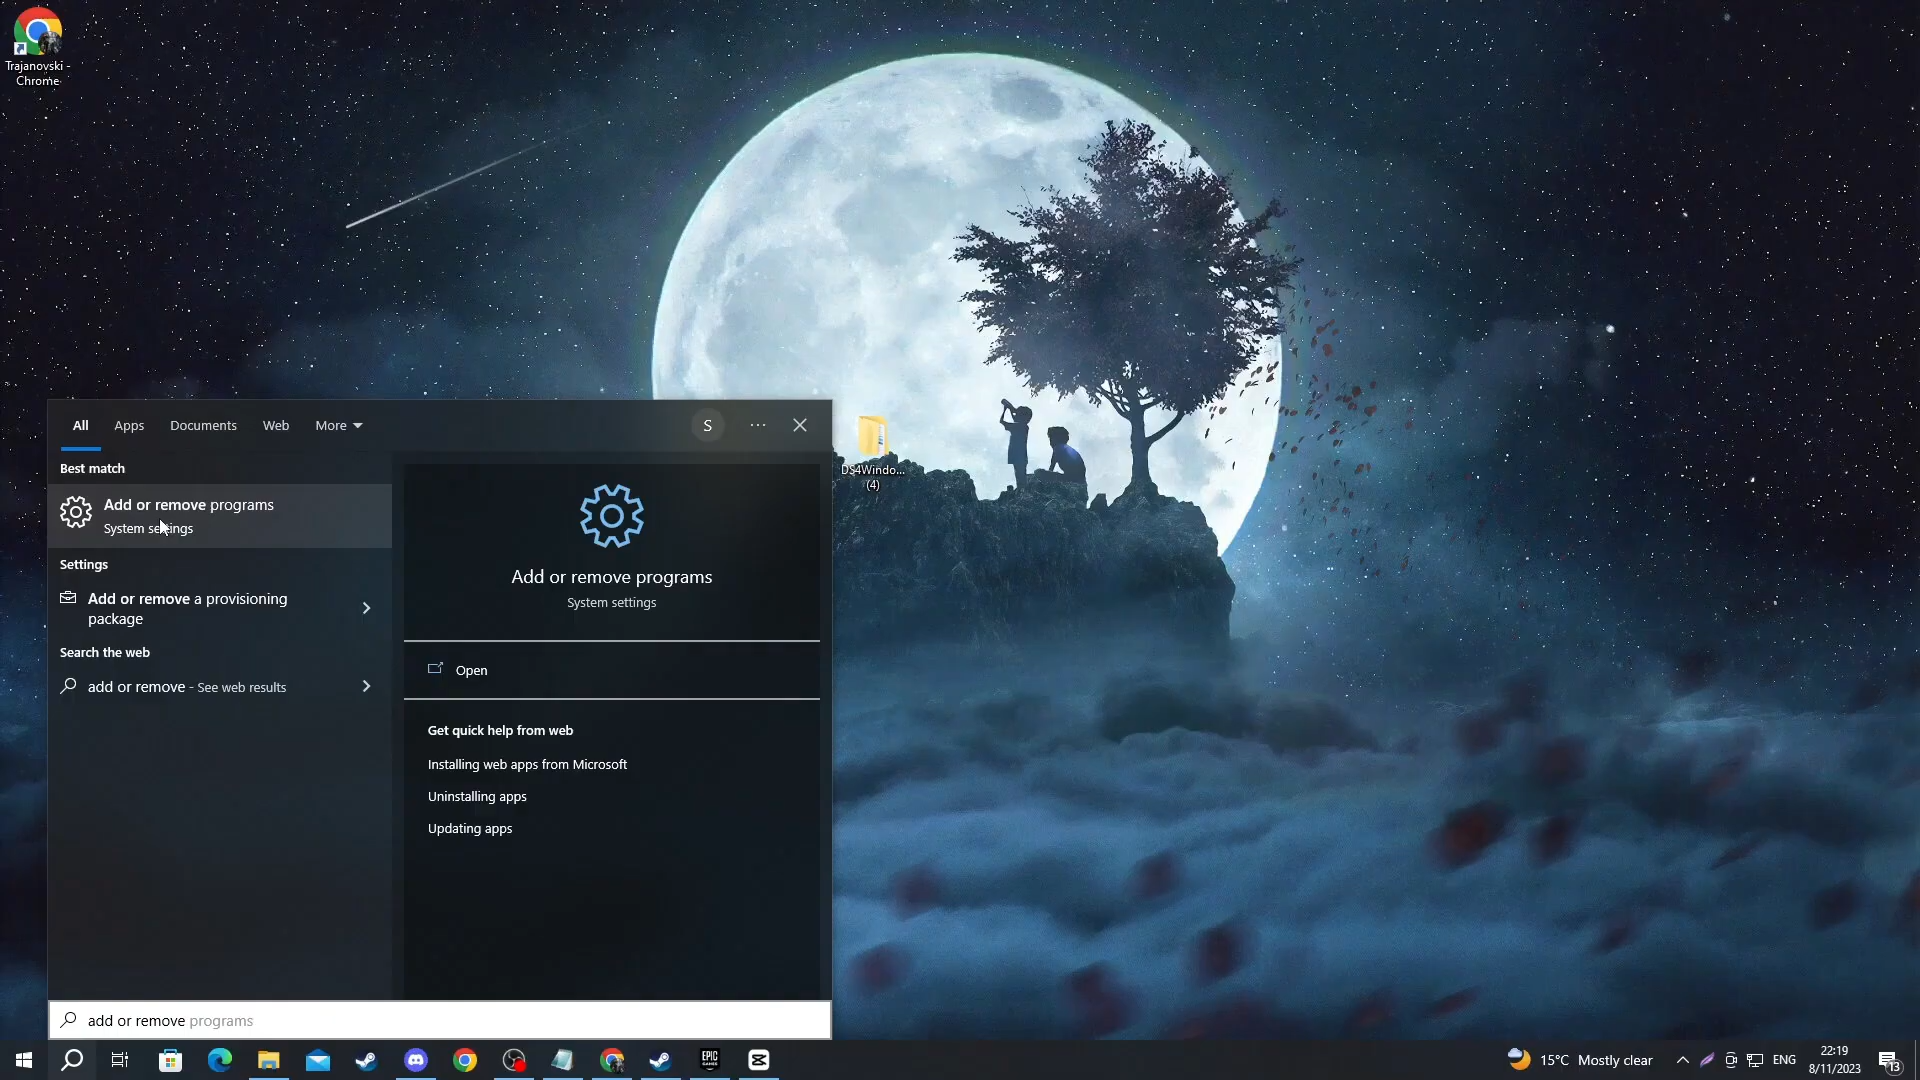 Trajanovski -
Chrome
DS4Windo...
(4)
All
Apps
Documents
Web
More
S
Best match
Add or remove programs
System settings
Settings
Add or remove a provisioning
package
Search the web
add or remove - See web results
Add or remove programs
System settings
Open
Get quick help from web
Installing web apps from Microsoft
Uninstalling apps
Updating apps
add or remove programs
EPIC
GAMES
15°C Mostly clear
ENG
22:19
8/11/2023
13